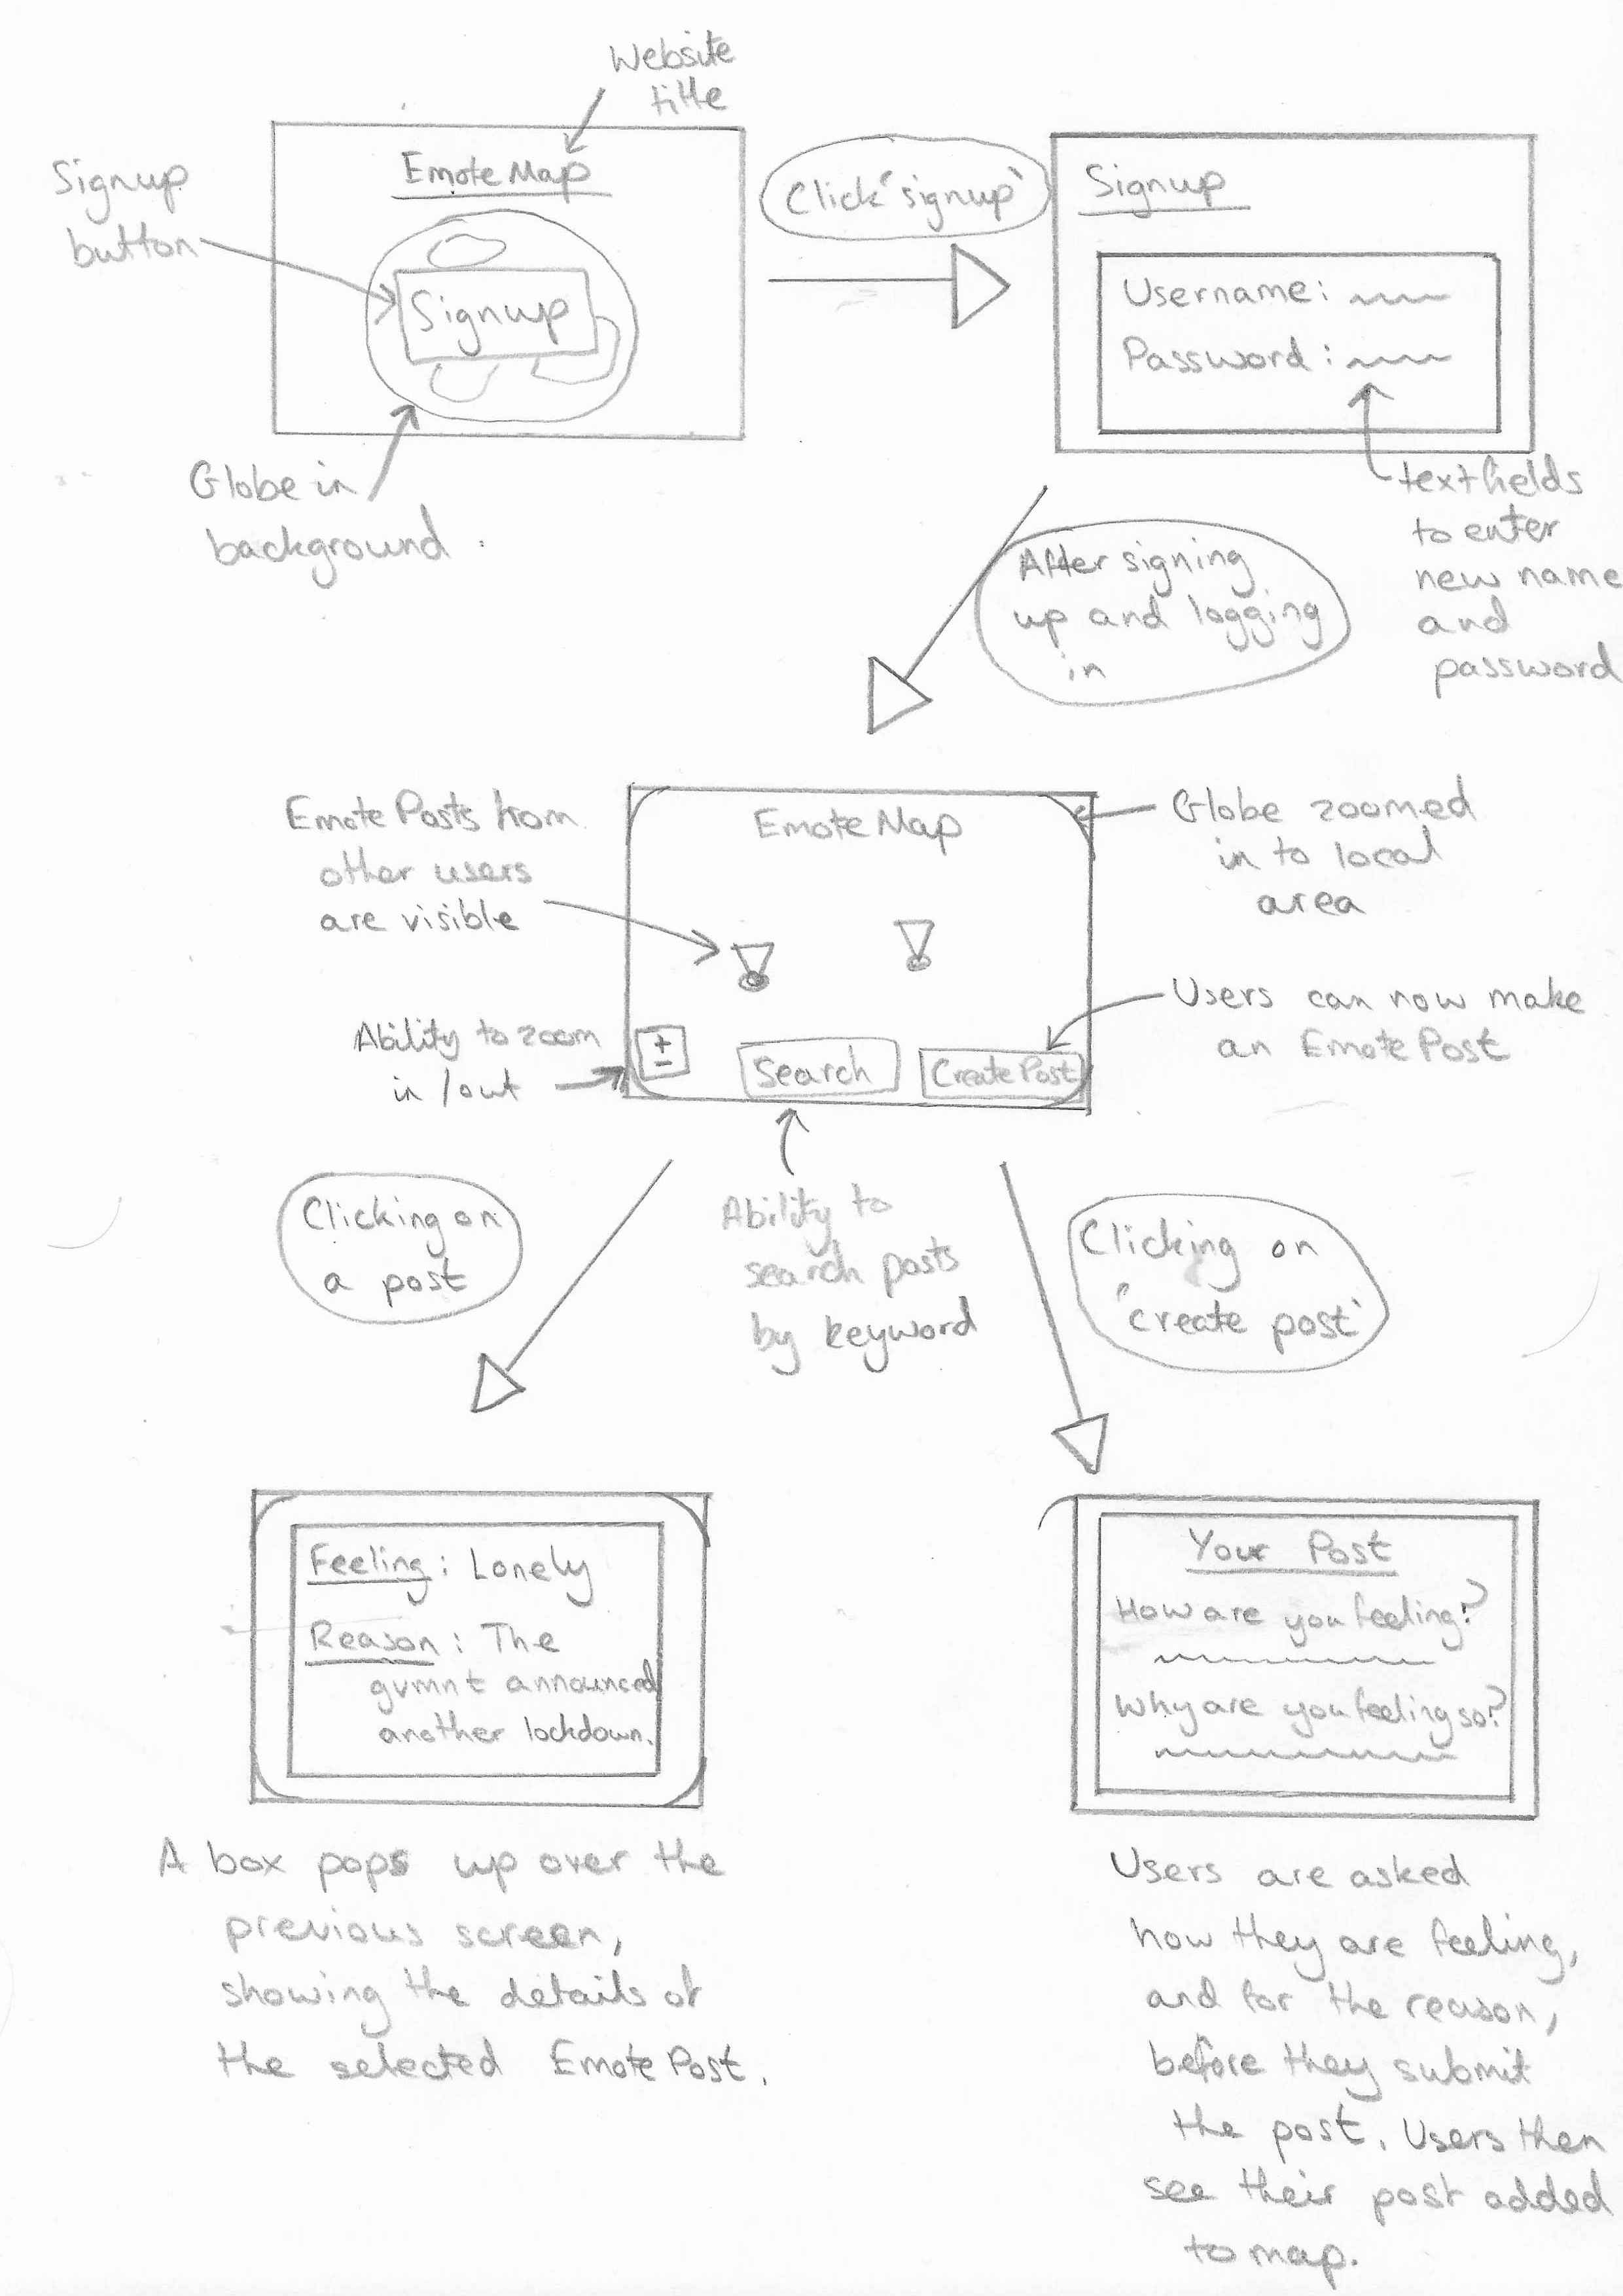 Website
title
Signup
button
Emote Map
Signup
Globe in
background
Click 'signup'
Signup
Username:
Password:
text fields
to enter
new name
and
password
After signing
up and logging
in
Emote Posts from
other users
are visible
Ability to zoom
in / out
Emote Map
+
-
Search
Create Post
Globe zoomed
in to local
area
Users can now make
an Emote Post
Clicking on
a post
Ability to
search posts
by keyword
Clicking on
'create post'
Feeling: Lonely
Reason: The
gvmnt announced
another lockdown.
A box pops up over the
previous screen,
showing the details of
the selected Emote Post.
Your Post
How are you feeling?
Why are you feeling so?
Users are asked
how they are feeling,
and for the reason,
before they submit
the post. Users then
see their post added
to map.